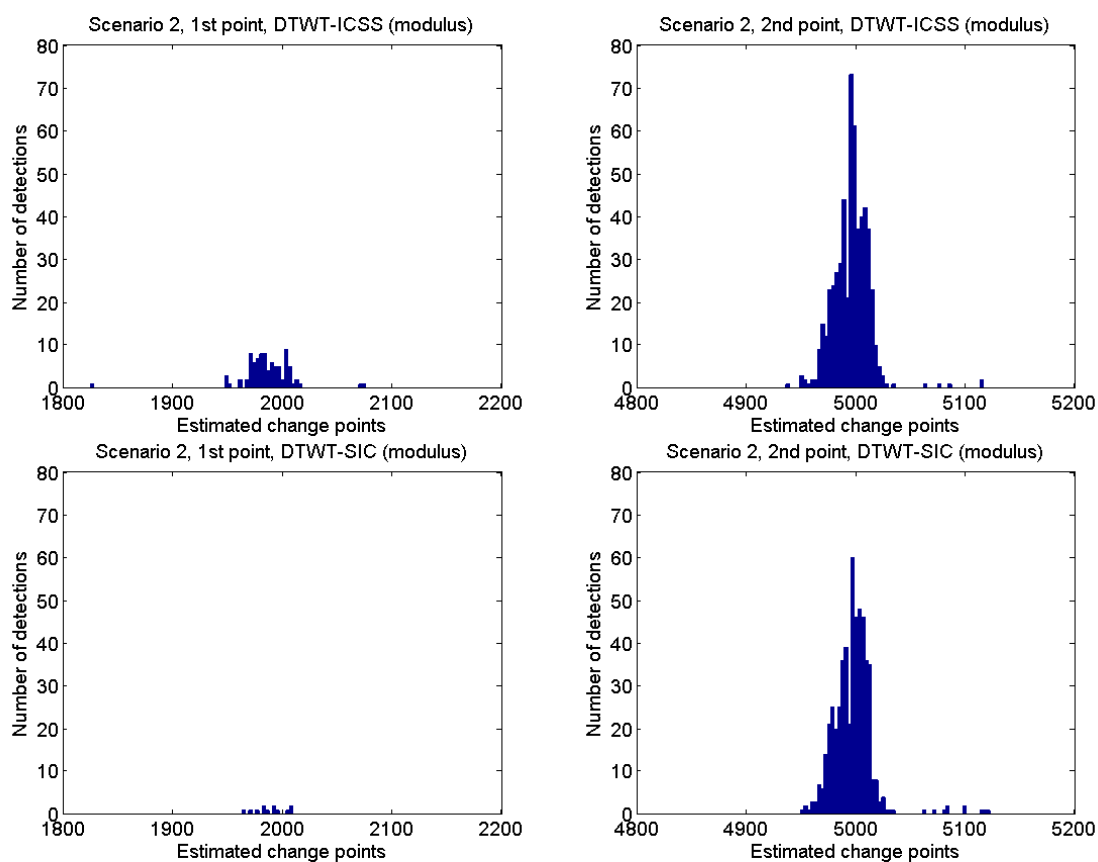 Scenario 2, 1st point, DTWT-ICSS (modulus)
80
70
60
50
40
30
20
10
0
Number of detections
1800 1900 2000 2100 2200
Estimated change points
Scenario 2, 2nd point, DTWT-ICSS (modulus)
80
70
60
50
40
30
20
10
0
Number of detections
4800 4900 5000 5100 5200
Estimated change points
Scenario 2, 1st point, DTWT-SIC (modulus)
80
70
60
50
40
30
20
10
0
Number of detections
1800 1900 2000 2100 2200
Estimated change points
Scenario 2, 2nd point, DTWT-SIC (modulus)
80
70
60
50
40
30
20
10
0
Number of detections
4800 4900 5000 5100 5200
Estimated change points